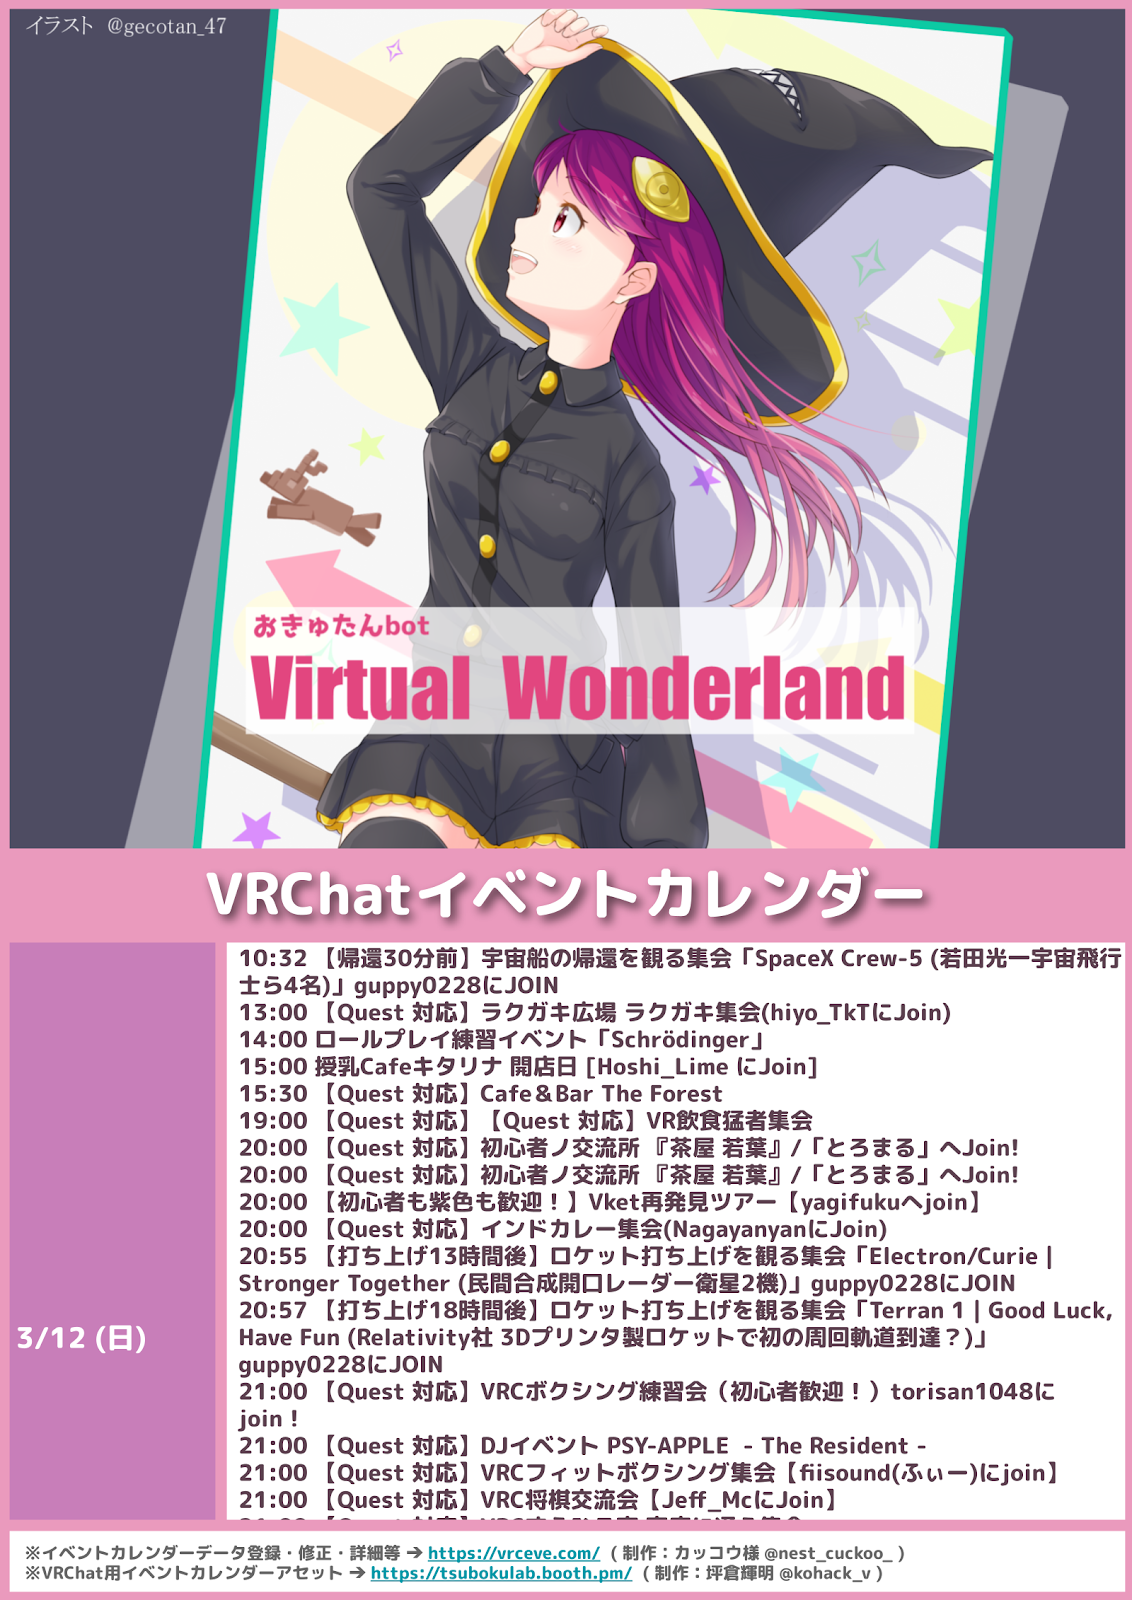 イラスト @gecotan_47
おきゅたんbot
Virtual Wonderland
VRChatイベントカレンダー
3/12 (日)
10:32 【帰還30分前】宇宙船の帰還を観る集会「SpaceX Crew-5 (若田光一宇宙飛行
士ら4名)」guppy0228にJOIN
13:00 【Quest 対応】ラクガキ広場 ラクガキ集会(hiyo_TkTにJoin)
14:00 ロールプレイ練習イベント「Schrödinger」
15:00 授乳Cafeキタリナ 開店日 [Hoshi_Lime にJoin]
15:30 【Quest 対応】Cafe＆Bar The Forest
19:00 【Quest 対応】【Quest 対応】VR飲食猛者集会
20:00 【Quest 対応】初心者ノ交流所 『茶屋 若葉』/「とろまる」へJoin!
20:00 【Quest 対応】初心者ノ交流所 『茶屋 若葉』/「とろまる」へJoin!
20:00 【初心者も紫色も歓迎！】Vket再発見ツアー【yagifukuへjoin】
20:00 【Quest 対応】インドカレー集会(NagayanyanにJoin)
20:55 【打ち上げ13時間後】ロケット打ち上げを観る集会「Electron/Curie |
Stronger Together (民間合成開口レーダー衛星2機)」guppy0228にJOIN
20:57 【打ち上げ18時間後】ロケット打ち上げを観る集会「Terran 1 | Good Luck,
Have Fun (Relativity社 3Dプリンタ製ロケットで初の周回軌道到達？)」
guppy0228にJOIN
21:00 【Quest 対応】VRCボクシング練習会（初心者歓迎！）torisan1048に
join！
21:00 【Quest 対応】DJイベント PSY-APPLE - The Resident -
21:00 【Quest 対応】VRCフィットボクシング集会【fiisound(ふぃー)にjoin】
21:00 【Quest 対応】VRC将棋交流会【Jeff_McにJoin】
※イベントカレンダーデータ登録・修正・詳細等 ➔ https://vrceve.com/ ( 制作：カッコウ様 @nest_cuckoo_ )
※VRChat用イベントカレンダーアセット ➔ https://tsubokulab.booth.pm/ ( 制作：坪倉輝明 @kohack_v )